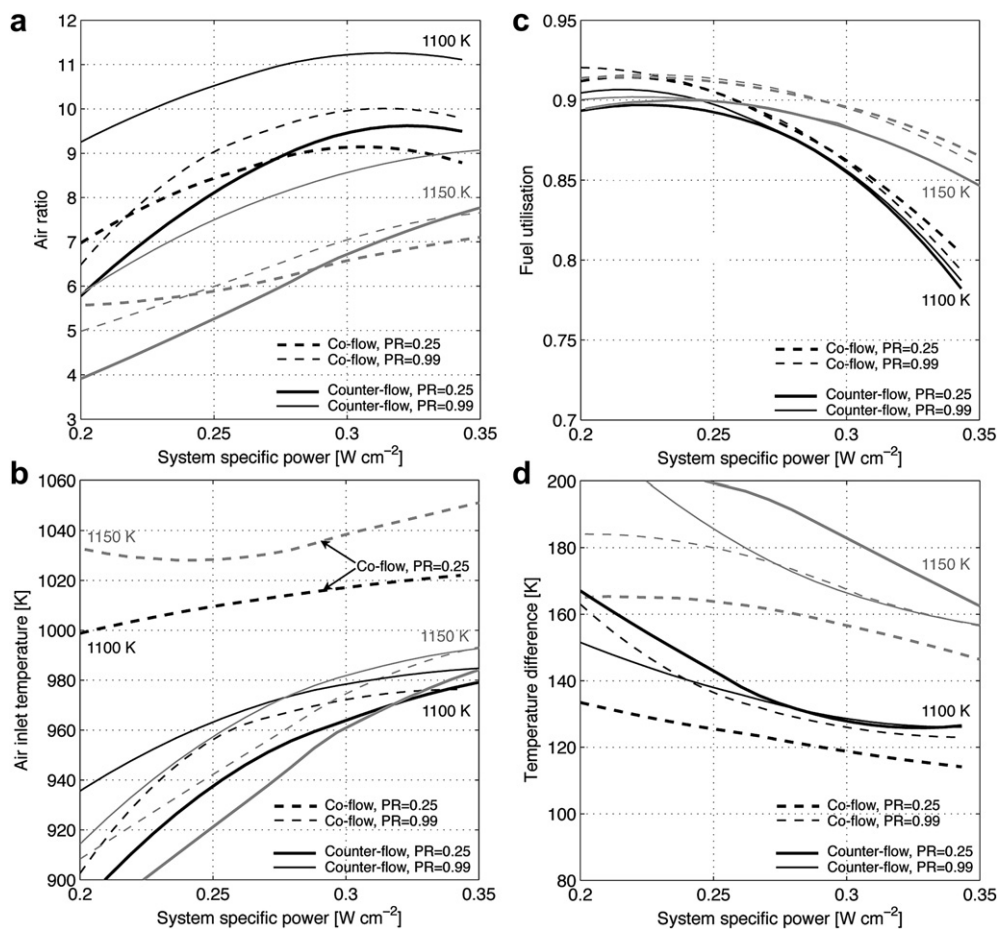 a
12
11
10
9
8
7
6
5
4
3
Air ratio
1100 K
1150 K
Co-flow, PR=0.25
Co-flow, PR=0.99
Counter-flow, PR=0.25
Counter-flow, PR=0.99
0.2 0.25 0.3 0.35
System specific power [W cm⁻²]
c
0.95
0.9
0.85
0.8
0.75
0.7
Fuel utilisation
1150 K
1100 K
Co-flow, PR=0.25
Co-flow, PR=0.99
Counter-flow, PR=0.25
Counter-flow, PR=0.99
0.2 0.25 0.3 0.35
System specific power [W cm⁻²]
b
1060
1040
1020
1000
980
960
940
920
900
Air inlet temperature [K]
1150 K
Co-flow, PR=0.25
1100 K
1150 K
1100 K
Co-flow, PR=0.25
Co-flow, PR=0.99
Counter-flow, PR=0.25
Counter-flow, PR=0.99
0.2 0.25 0.3 0.35
System specific power [W cm⁻²]
d
200
180
160
140
120
100
80
Temperature difference [K]
1150 K
1100 K
Co-flow, PR=0.25
Co-flow, PR=0.99
Counter-flow, PR=0.25
Counter-flow, PR=0.99
0.2 0.25 0.3 0.35
System specific power [W cm⁻²]